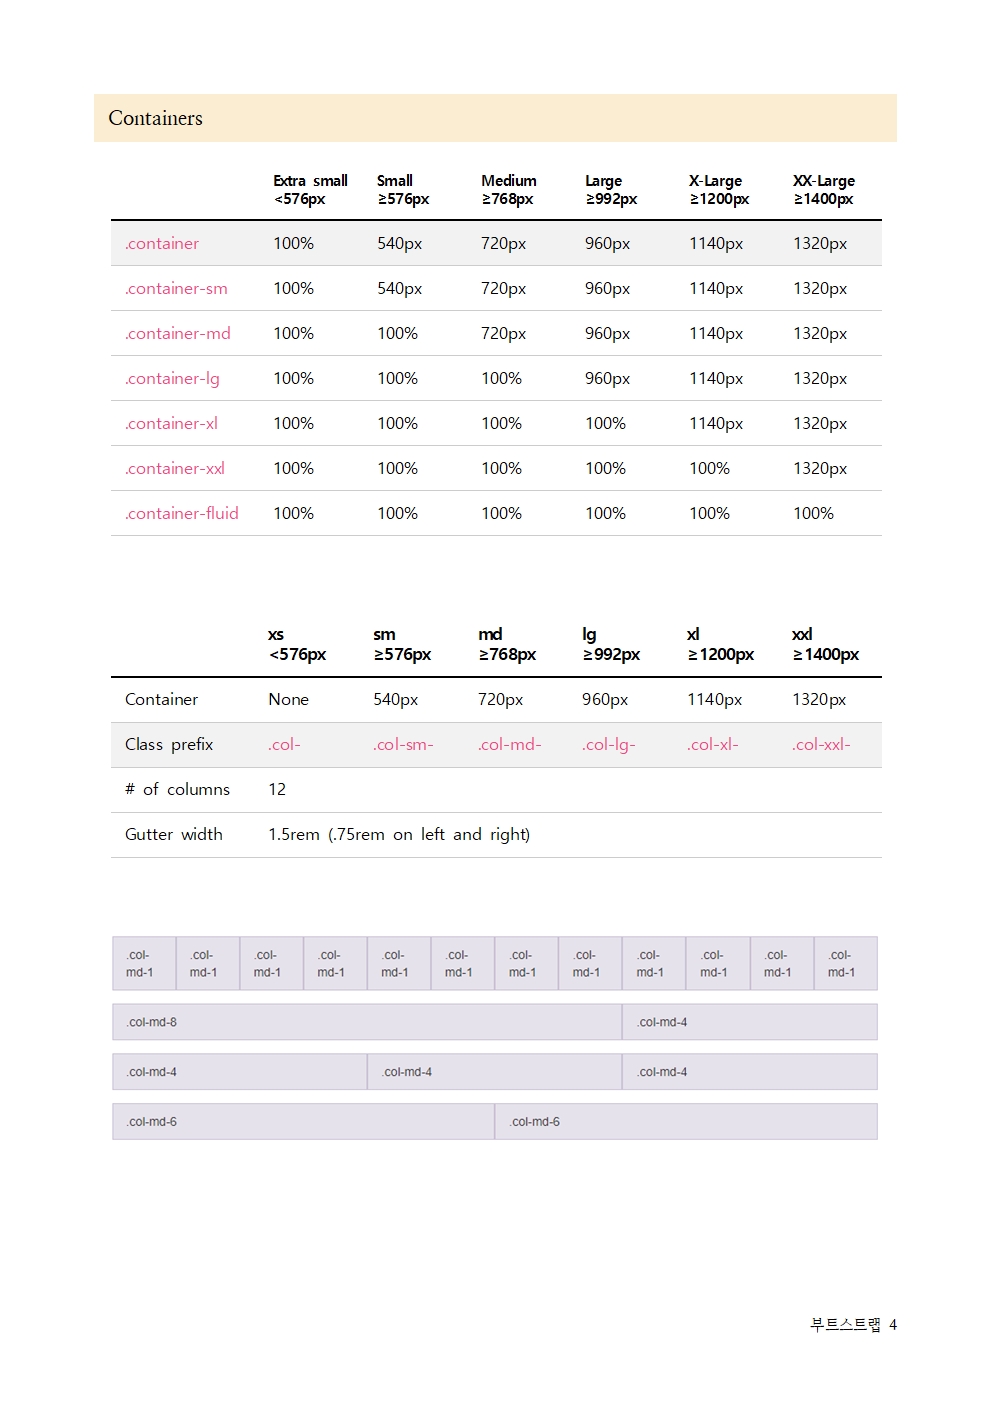 Containers
Extra small Small Medium Large X-Large XX-Large
<576px ≥576px ≥768px ≥992px ≥1200px ≥1400px
.container 100% 540px 720px 960px 1140px 1320px
.container-sm 100% 540px 720px 960px 1140px 1320px
.container-md 100% 100% 720px 960px 1140px 1320px
.container-lg 100% 100% 100% 960px 1140px 1320px
.container-xl 100% 100% 100% 100% 1140px 1320px
.container-xxl 100% 100% 100% 100% 100% 1320px
.container-fluid 100% 100% 100% 100% 100% 100%
xs sm md lg xl xxl
<576px ≥576px ≥768px ≥992px ≥1200px ≥1400px
Container None 540px 720px 960px 1140px 1320px
Class prefix .col- .col-sm- .col-md- .col-lg- .col-xl- .col-xxl-
# of columns 12
Gutter width 1.5rem (.75rem on left and right)
.col- .col- .col- .col- .col- .col- .col- .col- .col- .col- .col- .col-
md-1 md-1 md-1 md-1 md-1 md-1 md-1 md-1 md-1 md-1 md-1 md-1
.col-md-8 .col-md-4
.col-md-4 .col-md-4 .col-md-4
.col-md-6 .col-md-6
부트스트랩 4